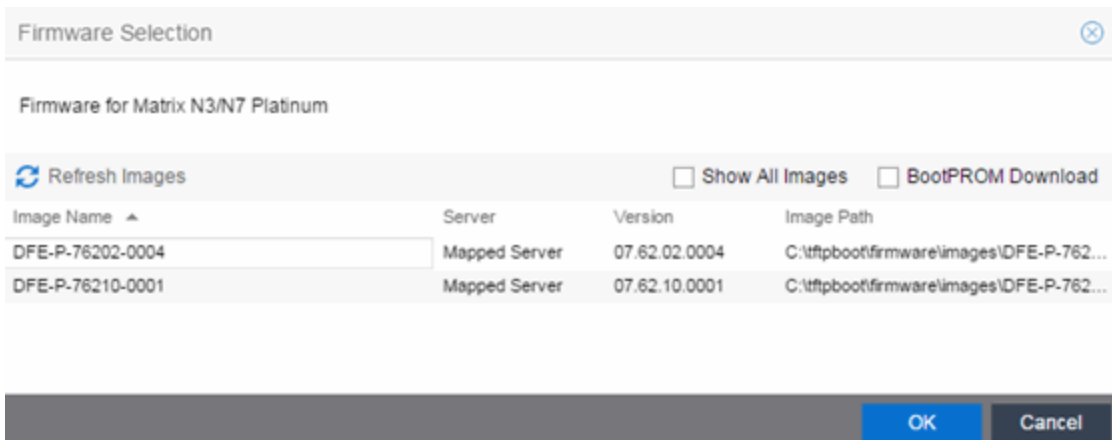 Firmware Selection
Firmware for Matrix N3/N7 Platinum
Refresh Images Show All Images BootPROM Download
Image Name Server Version Image Path
DFE-P-76202-0004 Mapped Server 07.62.02.0004 C:\tftpboot\firmware\images\DFE-P-762...
DFE-P-76210-0001 Mapped Server 07.62.10.0001 C:\tftpboot\firmware\images\DFE-P-762...
OK Cancel